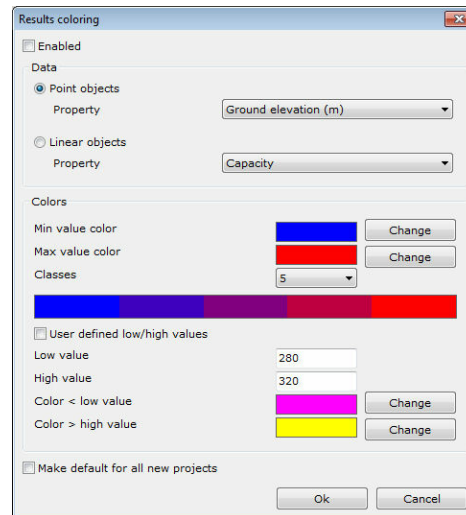 Results coloring
Enabled
Data
Point objects
Property Ground elevation (m)
Linear objects
Property Capacity
Colors
Min value color Change
Max value color Change
Classes 5
User defined low/high values
Low value 280
High value 320
Color < low value Change
Color > high value Change
Make default for all new projects
Ok Cancel